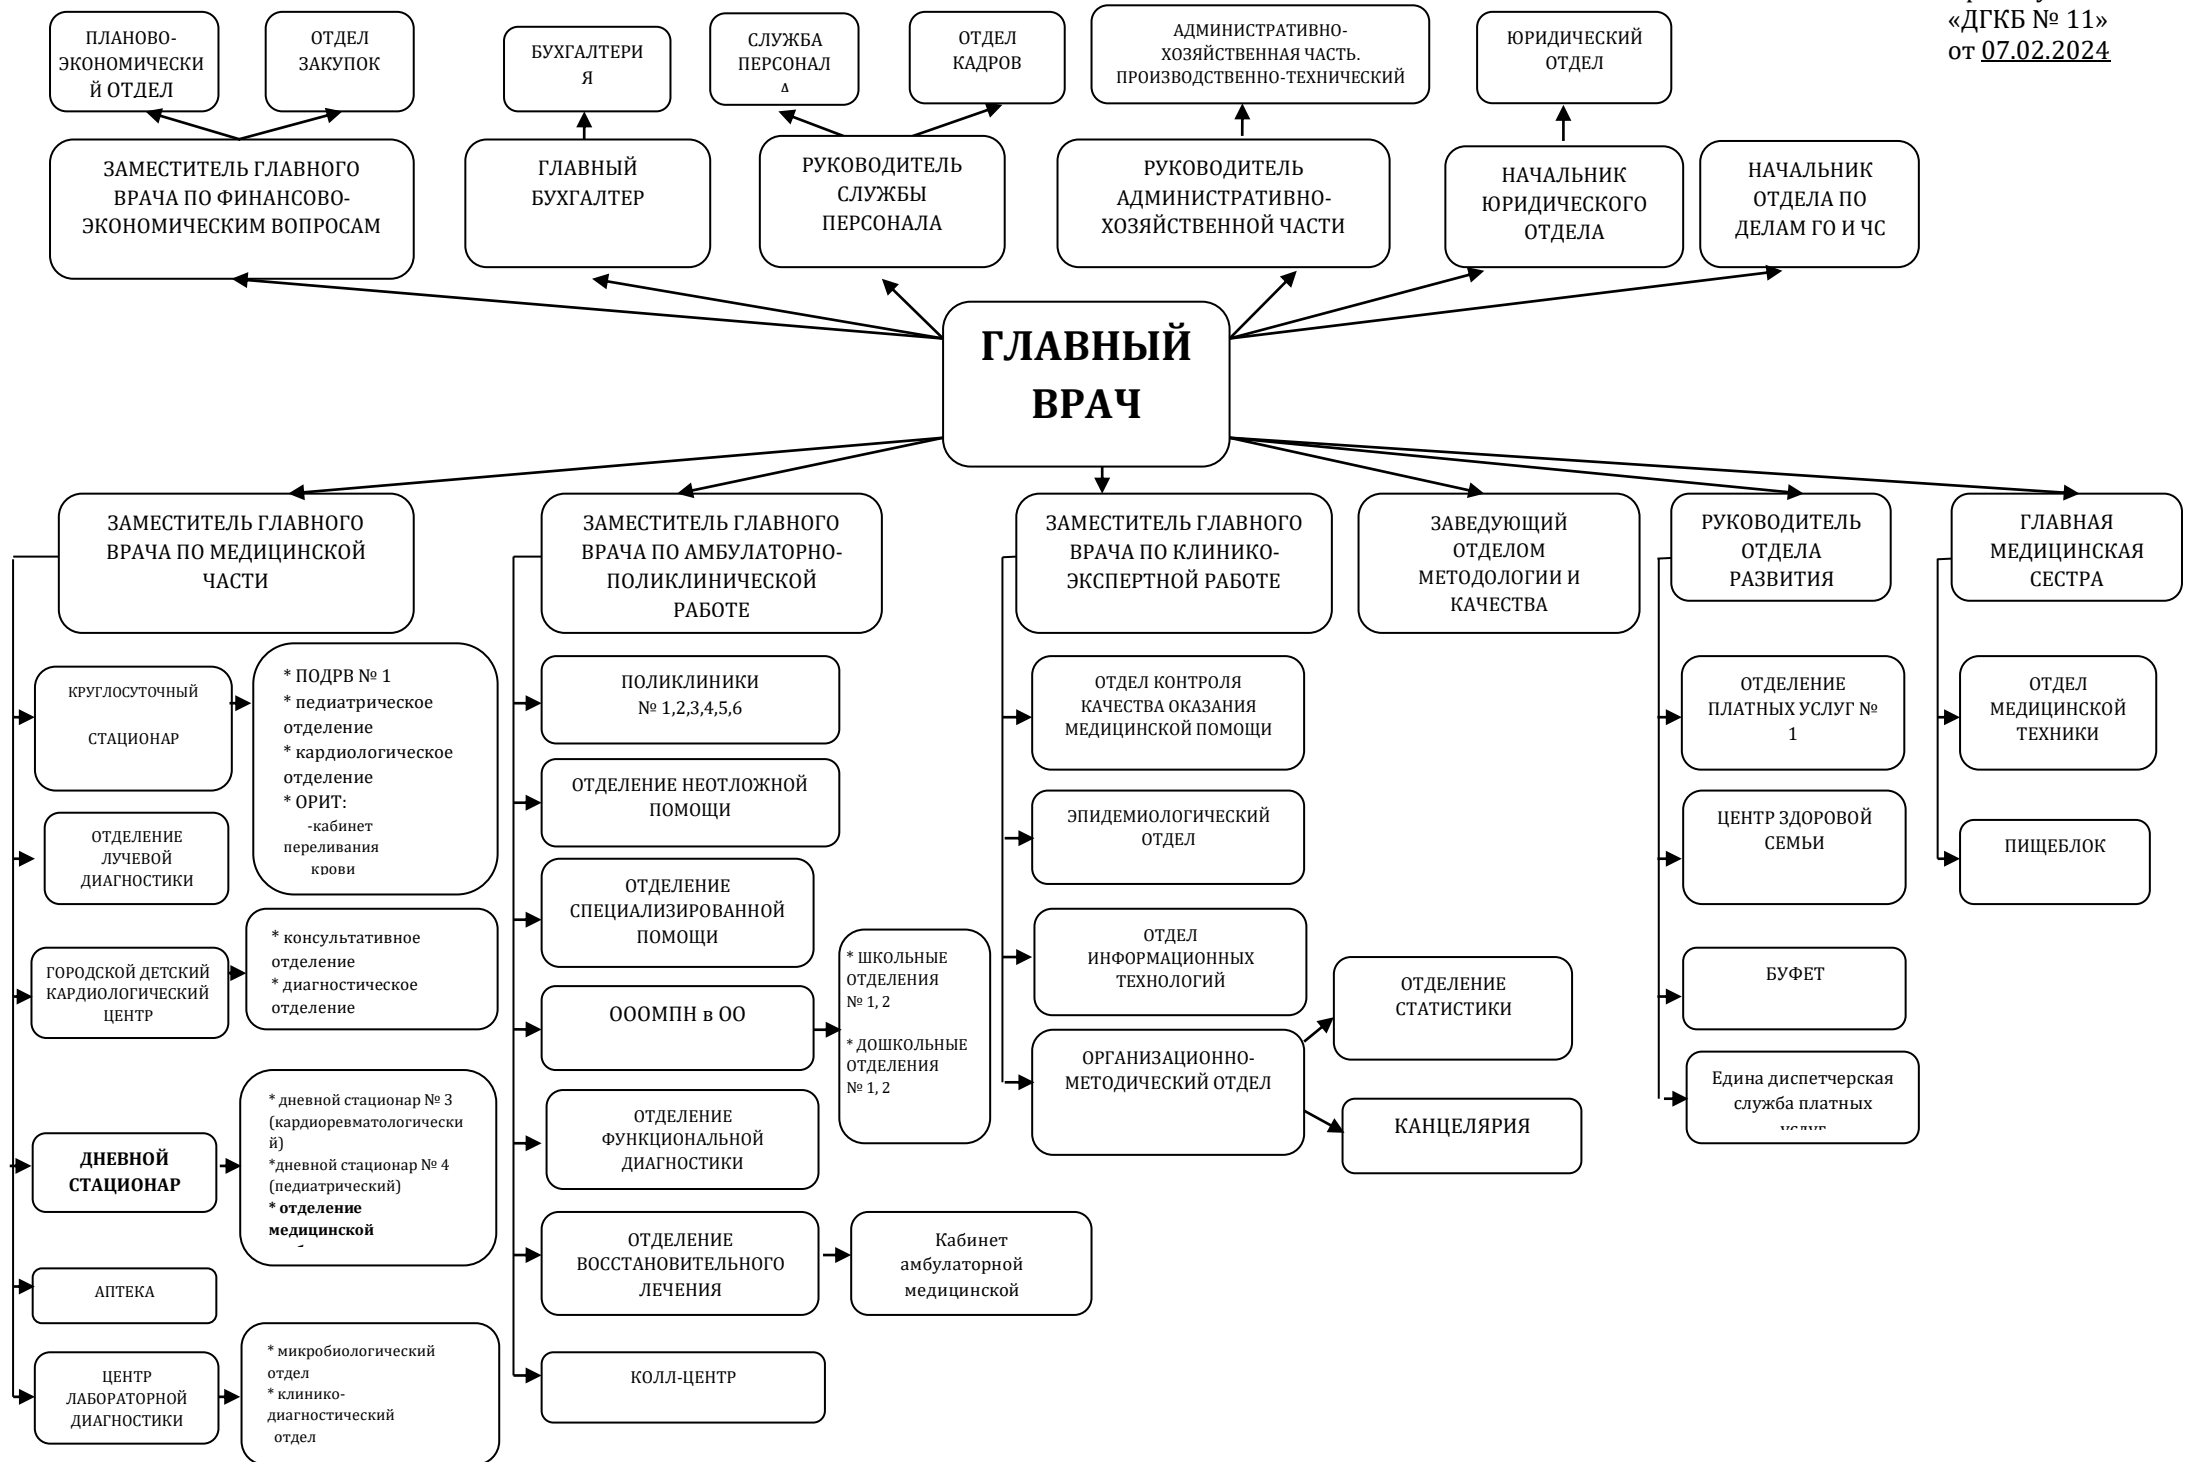 «ДГКБ № 11»
от 07.02.2024
ПЛАНОВО-
ЭКОНОМИЧЕСКИ
Й ОТДЕЛ
ОТДЕЛ
ЗАКУПОК
БУХГАЛТЕРИ
Я
СЛУЖБА
ПЕРСОНАЛ
А
ОТДЕЛ
КАДРОВ
АДМИНИСТРАТИВНО-
ХОЗЯЙСТВЕННАЯ ЧАСТЬ.
ПРОИЗВОДСТВЕННО-ТЕХНИЧЕСКИЙ
ЮРИДИЧЕСКИЙ
ОТДЕЛ
ЗАМЕСТИТЕЛЬ ГЛАВНОГО
ВРАЧА ПО ФИНАНСОВО-
ЭКОНОМИЧЕСКИМ ВОПРОСАМ
ГЛАВНЫЙ
БУХГАЛТЕР
РУКОВОДИТЕЛЬ
СЛУЖБЫ
ПЕРСОНАЛА
РУКОВОДИТЕЛЬ
АДМИНИСТРАТИВНО-
ХОЗЯЙСТВЕННОЙ ЧАСТИ
НАЧАЛЬНИК
ЮРИДИЧЕСКОГО
ОТДЕЛА
НАЧАЛЬНИК
ОТДЕЛА ПО
ДЕЛАМ ГО И ЧС
ГЛАВНЫЙ
ВРАЧ
ЗАМЕСТИТЕЛЬ ГЛАВНОГО
ВРАЧА ПО МЕДИЦИНСКОЙ
ЧАСТИ
ЗАМЕСТИТЕЛЬ ГЛАВНОГО
ВРАЧА ПО АМБУЛАТОРНО-
ПОЛИКЛИНИЧЕСКОЙ
РАБОТЕ
ЗАМЕСТИТЕЛЬ ГЛАВНОГО
ВРАЧА ПО КЛИНИКО-
ЭКСПЕРТНОЙ РАБОТЕ
ЗАВЕДУЮЩИЙ
ОТДЕЛОМ
МЕТОДОЛОГИИ И
КАЧЕСТВА
РУКОВОДИТЕЛЬ
ОТДЕЛА
РАЗВИТИЯ
ГЛАВНАЯ
МЕДИЦИНСКАЯ
СЕСТРА
КРУГЛОСУТОЧНЫЙ
СТАЦИОНАР
* ПОДРВ № 1
* педиатрическое
отделение
* кардиологическое
отделение
* ОРИТ:
-кабинет
переливания
крови
ОТДЕЛЕНИЕ
ЛУЧЕВОЙ
ДИАГНОСТИКИ
ГОРОДСКОЙ ДЕТСКИЙ
КАРДИОЛОГИЧЕСКИЙ
ЦЕНТР
* консультативное
отделение
* диагностическое
отделение
ДНЕВНОЙ
СТАЦИОНАР
* дневной стационар № 3
(кардиоревматологически
й)
*дневной стационар № 4
(педиатрический)
* отделение
медицинской
АПТЕКА
ЦЕНТР
ЛАБОРАТОРНОЙ
ДИАГНОСТИКИ
* микробиологический
отдел
* клинико-
диагностический
отдел
ПОЛИКЛИНИКИ
№ 1,2,3,4,5,6
ОТДЕЛЕНИЕ НЕОТЛОЖНОЙ
ПОМОЩИ
ОТДЕЛЕНИЕ
СПЕЦИАЛИЗИРОВАННОЙ
ПОМОЩИ
ОООМПН в ОО
* ШКОЛЬНЫЕ
ОТДЕЛЕНИЯ
№ 1, 2
* ДОШКОЛЬНЫЕ
ОТДЕЛЕНИЯ
№ 1, 2
ОТДЕЛЕНИЕ
ФУНКЦИОНАЛЬНОЙ
ДИАГНОСТИКИ
ОТДЕЛЕНИЕ
ВОССТАНОВИТЕЛЬНОГО
ЛЕЧЕНИЯ
Кабинет
амбулаторной
медицинской
КОЛЛ-ЦЕНТР
ОТДЕЛ КОНТРОЛЯ
КАЧЕСТВА ОКАЗАНИЯ
МЕДИЦИНСКОЙ ПОМОЩИ
ЭПИДЕМИОЛОГИЧЕСКИЙ
ОТДЕЛ
ОТДЕЛ
ИНФОРМАЦИОННЫХ
ТЕХНОЛОГИЙ
ОРГАНИЗАЦИОННО-
МЕТОДИЧЕСКИЙ ОТДЕЛ
ОТДЕЛЕНИЕ
СТАТИСТИКИ
КАНЦЕЛЯРИЯ
ОТДЕЛЕНИЕ
ПЛАТНЫХ УСЛУГ №
1
ЦЕНТР ЗДОРОВОЙ
СЕМЬИ
БУФЕТ
Едина диспетчерская
служба платных
услуг
ОТДЕЛ
МЕДИЦИНСКОЙ
ТЕХНИКИ
ПИЩЕБЛОК